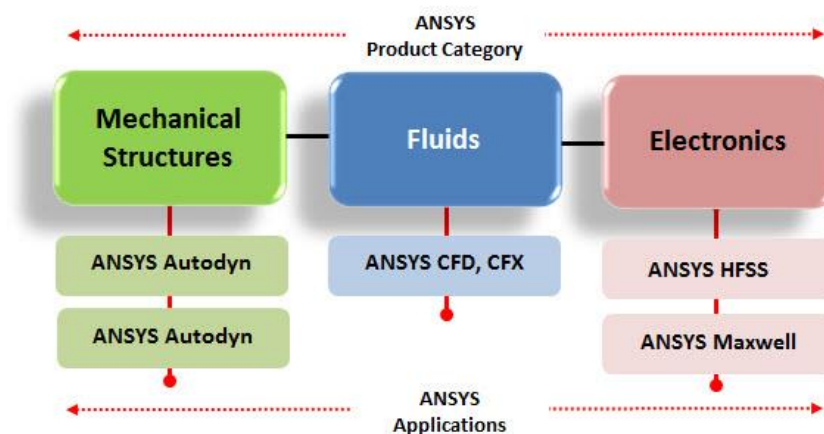 ANSYS
Product Category
Mechanical
Structures
Fluids
Electronics
ANSYS Autodyn
ANSYS CFD, CFX
ANSYS HFSS
ANSYS Autodyn
ANSYS Maxwell
ANSYS
Applications